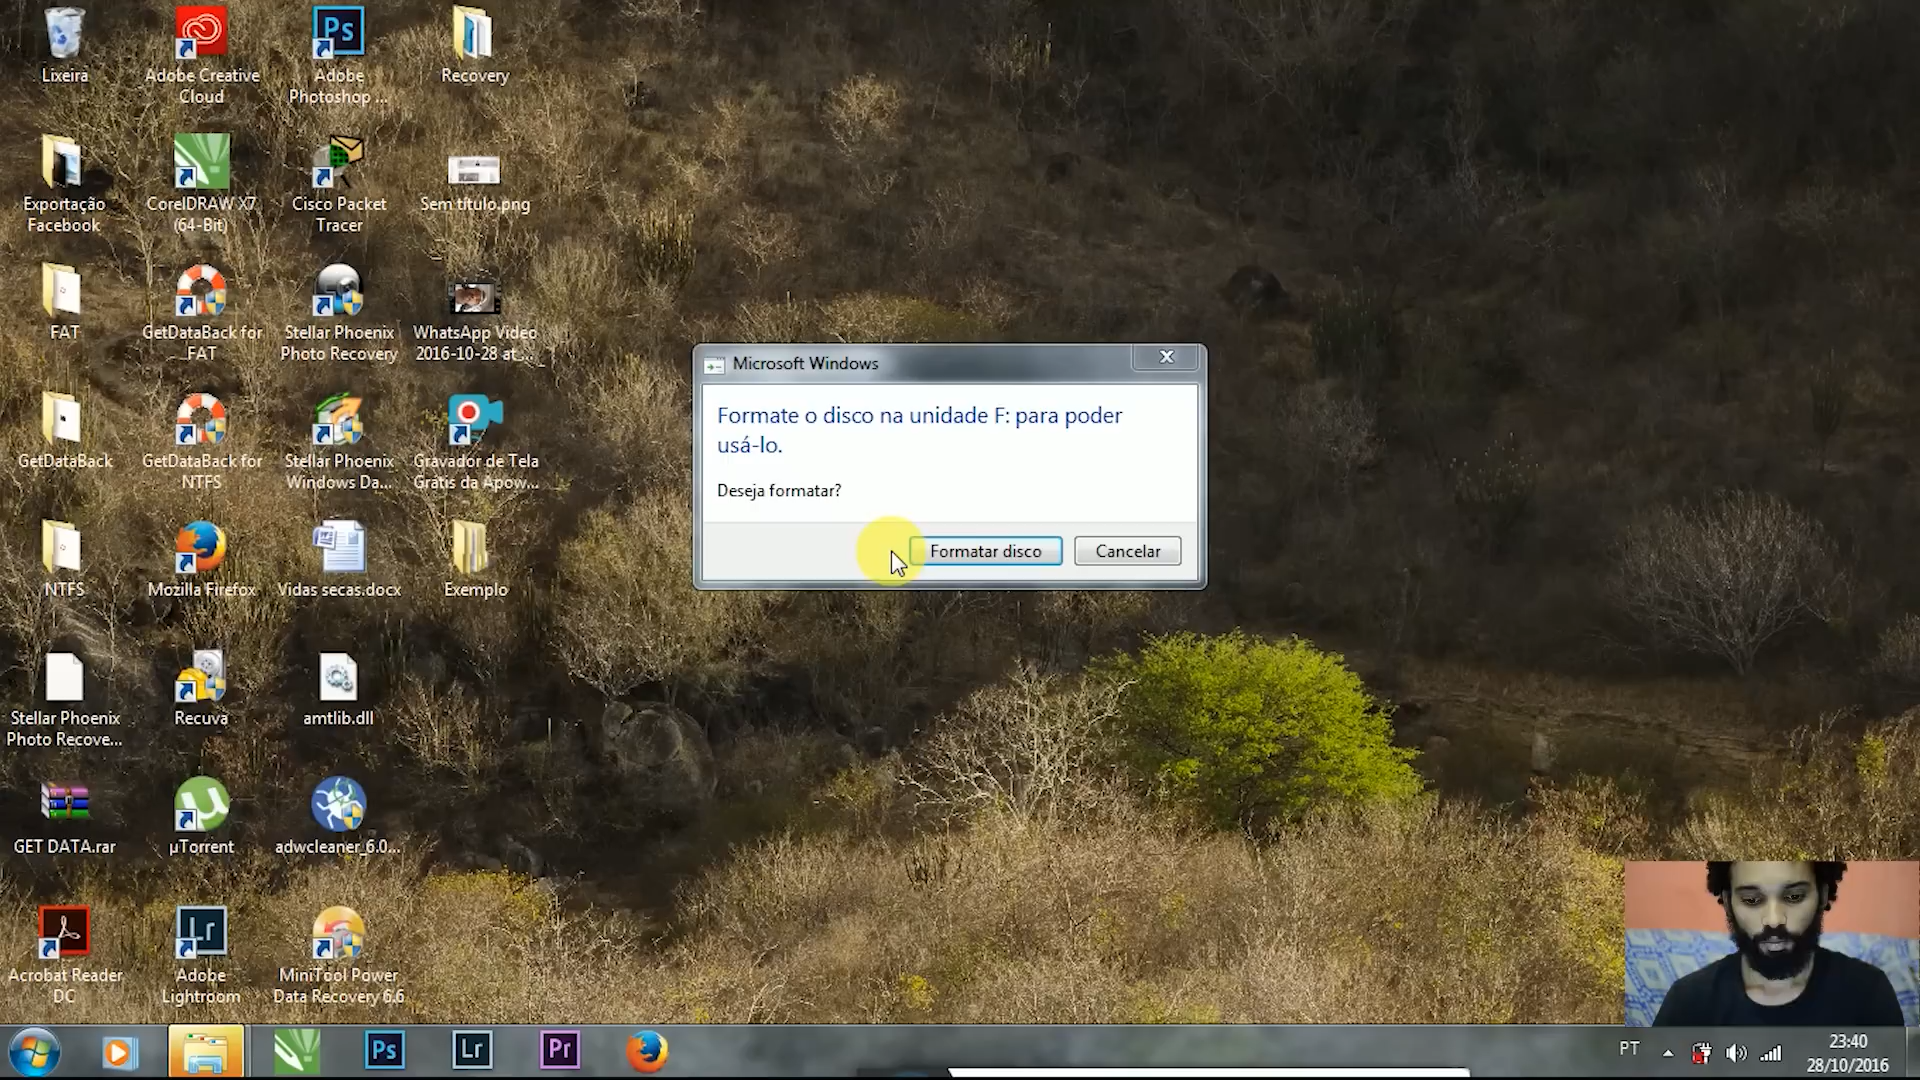 Lixeira
Adobe Creative
Cloud
Ps
Adobe
Photoshop ...
Recovery
Exportação
Facebook
CorelDRAW X7
(64-Bit)
Cisco Packet
Tracer
Sem título.png
FAT
GetDataBack for
FAT
Stellar Phoenix
Photo Recovery
WhatsApp Video
2016-10-28 at ...
Microsoft Windows
X
Formate o disco na unidade F: para poder
usá-lo.
Deseja formatar?
Formatar disco
Cancelar
GetDataBack
GetDataBack for
NTFS
Stellar Phoenix
Windows Da...
Gravador de Tela
Grátis da Apow...
NTFS
Mozilla Firefox
Vidas secas.docx
Exemplo
Stellar Phoenix
Photo Recove...
Recuva
amtlib.dll
GET DATA.rar
µTorrent
adwcleaner_6.0...
Acrobat Reader
DC
Lr
Adobe
Lightroom
MiniTool Power
Data Recovery 6.6
Ps
Lr
Pr
PT
23:40
28/10/2016